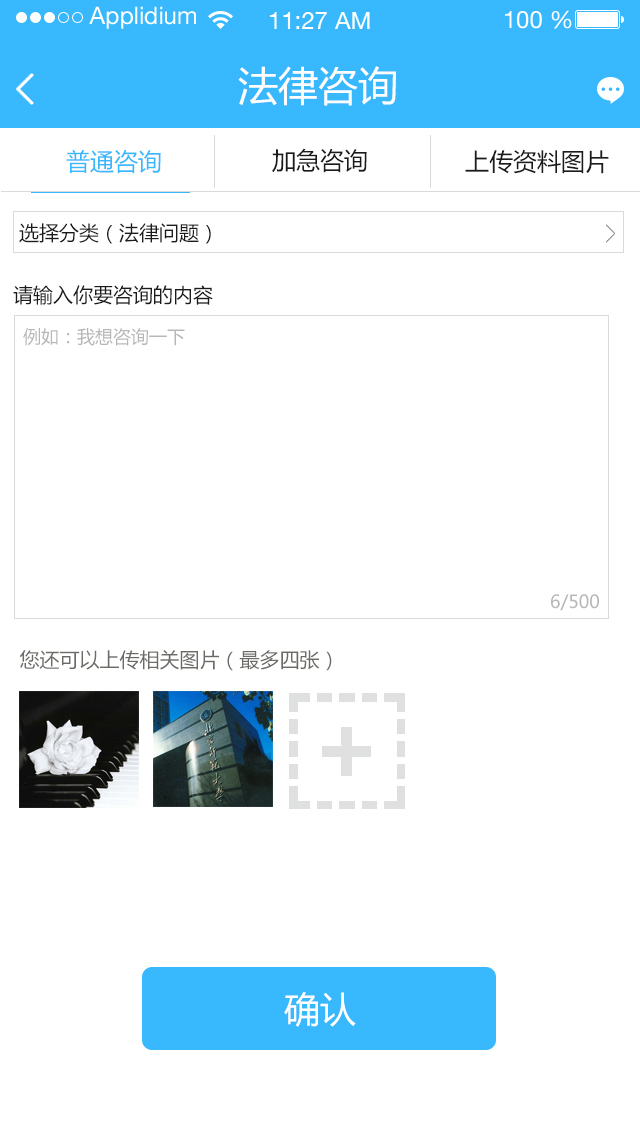 Applidium 11:27 AM 100 %
法律咨询
普通咨询 加急咨询 上传资料图片
选择分类（法律问题）
请输入你要咨询的内容
例如：我想咨询一下
6/500
您还可以上传相关图片（最多四张）
确认